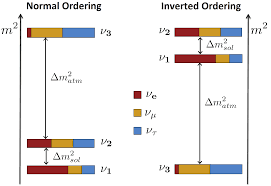 Normal Ordering
Inverted Ordering
m²
ν₃
Δm²atm
ν₂
Δm²sol
ν₁
νe
νμ
ντ
m²
ν₂
Δm²sol
ν₁
Δm²atm
ν₃